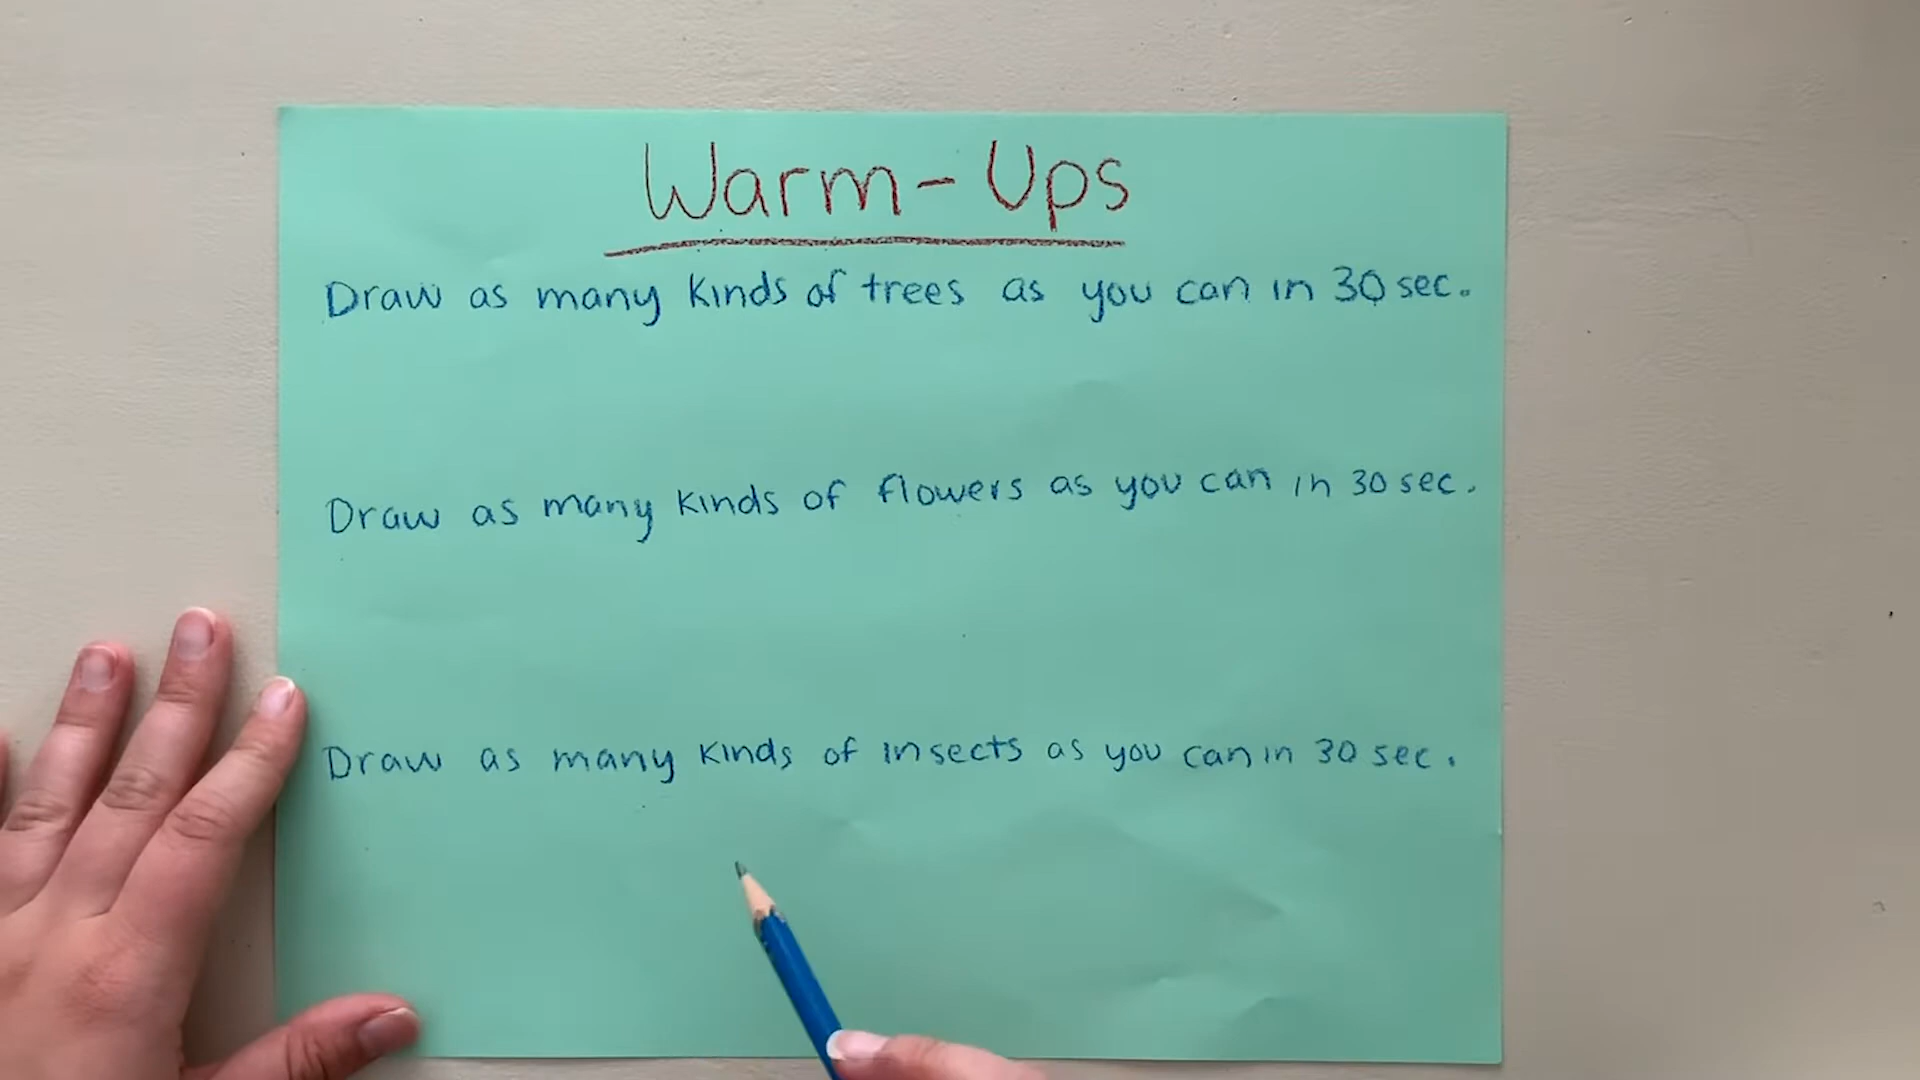 Warm-Ups
Draw as many kinds of trees as you can in 30 sec.
Draw as many kinds of flowers as you can in 30 sec.
Draw as many kinds of insects as you can in 30 sec.